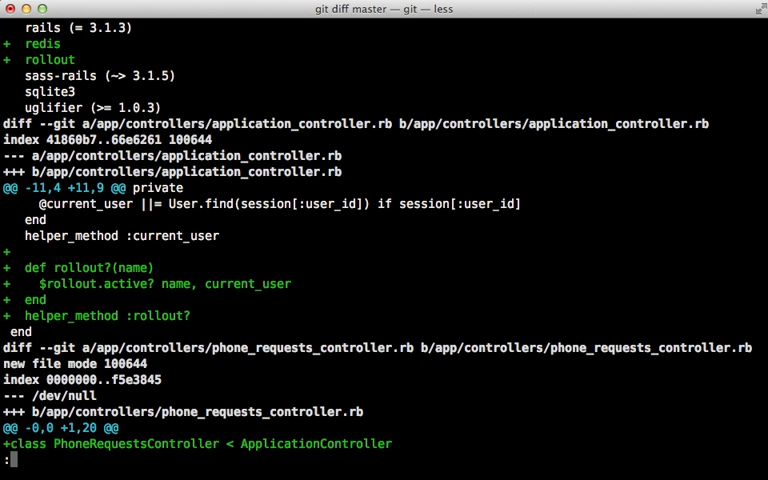 git diff master — git — less
rails (= 3.1.3)
+ redis
+ rollout
sass-rails (~> 3.1.5)
sqlite3
uglifier (>= 1.0.3)
diff --git a/app/controllers/application_controller.rb b/app/controllers/application_controller.rb
index 41860b7..66e6261 100644
--- a/app/controllers/application_controller.rb
+++ b/app/controllers/application_controller.rb
@@ -11,4 +11,9 @@ private
@current_user ||= User.find(session[:user_id]) if session[:user_id]
end
helper_method :current_user
+
+ def rollout?(name)
+ $rollout.active? name, current_user
+ end
+ helper_method :rollout?
end
diff --git a/app/controllers/phone_requests_controller.rb b/app/controllers/phone_requests_controller.rb
new file mode 100644
index 0000000..f5e3845
--- /dev/null
+++ b/app/controllers/phone_requests_controller.rb
@@ -0,0 +1,20 @@
+class PhoneRequestsController < ApplicationController
: